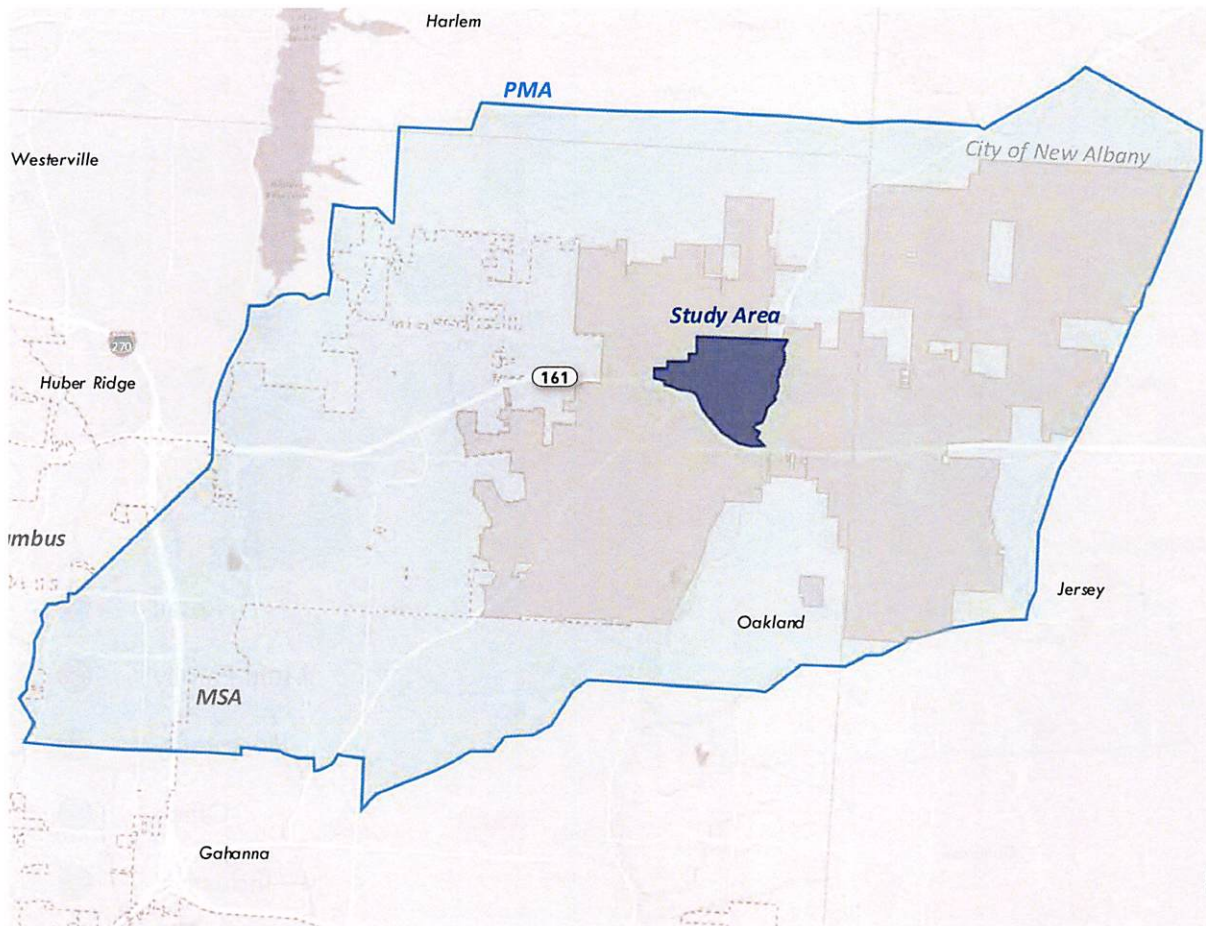 Harlem
PMA
City of New Albany
Westerville
Study Area
270
161
Huber Ridge
umbus
Jersey
Oakland
MSA
Gahanna